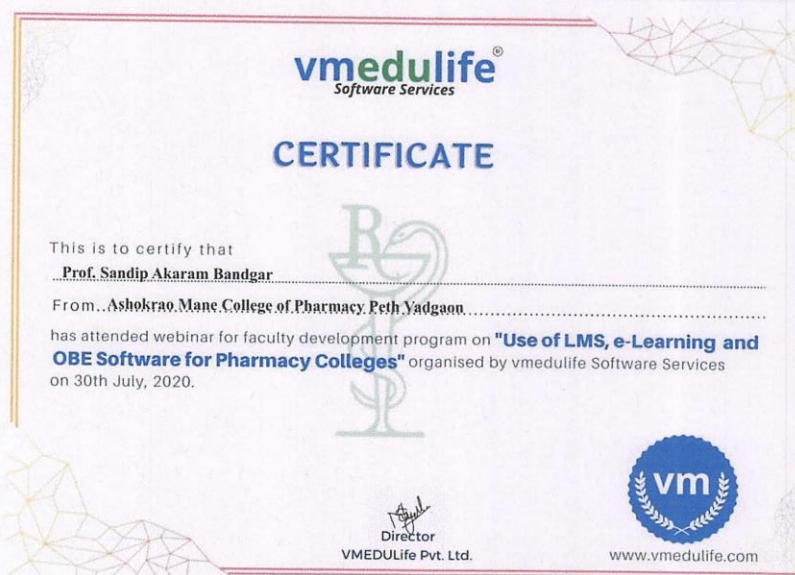 vmedulife®
Software Services
CERTIFICATE
This is to certify that
Prof. Sandip Akaram Bandgar
From Ashokrao Mane College of Pharmacy Peth Vadgaon
has attended webinar for faculty development program on "Use of LMS, e-Learning and
OBE Software for Pharmacy Colleges" organised by vmedulife Software Services
on 30th July, 2020.
Director
VMEDULife Pvt. Ltd.
vm
www.vmedulife.com